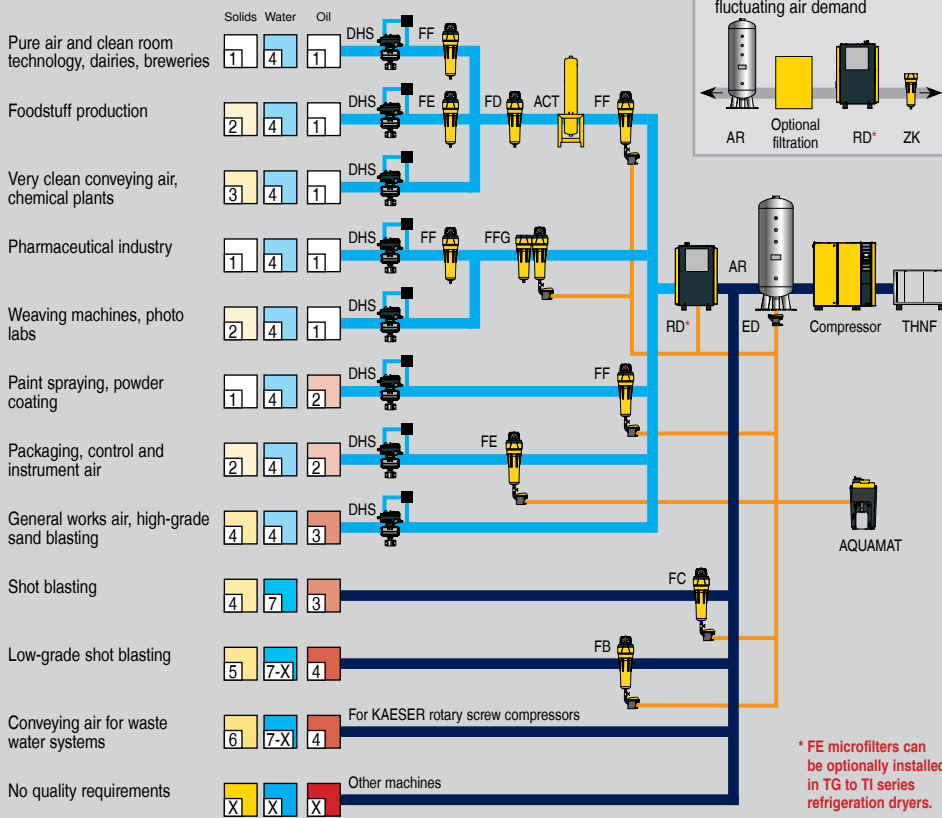 fluctuating air demand
AR
Optional
filtration
RD*
ZK
Solids Water Oil
Pure air and clean room
technology, dairies, breweries
1 4 1
DHS FF
Foodstuff production
2 4 1
DHS FE FD ACT FF
Very clean conveying air,
chemical plants
3 4 1
DHS
Pharmaceutical industry
1 4 1
DHS FF FFG
AR
Weaving machines, photo
labs
2 4 1
DHS
RD* ED Compressor THNF
Paint spraying, powder
coating
1 4 2
DHS FF
Packaging, control and
instrument air
2 4 2
DHS FE
General works air, high-grade
sand blasting
4 4 3
DHS
AQUAMAT
Shot blasting
4 7 3
FC
Low-grade shot blasting
5 7-X 4
FB
Conveying air for waste
water systems
6 7-X 4
For KAESER rotary screw compressors
No quality requirements
X X X
Other machines
* FE microfilters can
be optionally installed
in TG to TI series
refrigeration dryers.